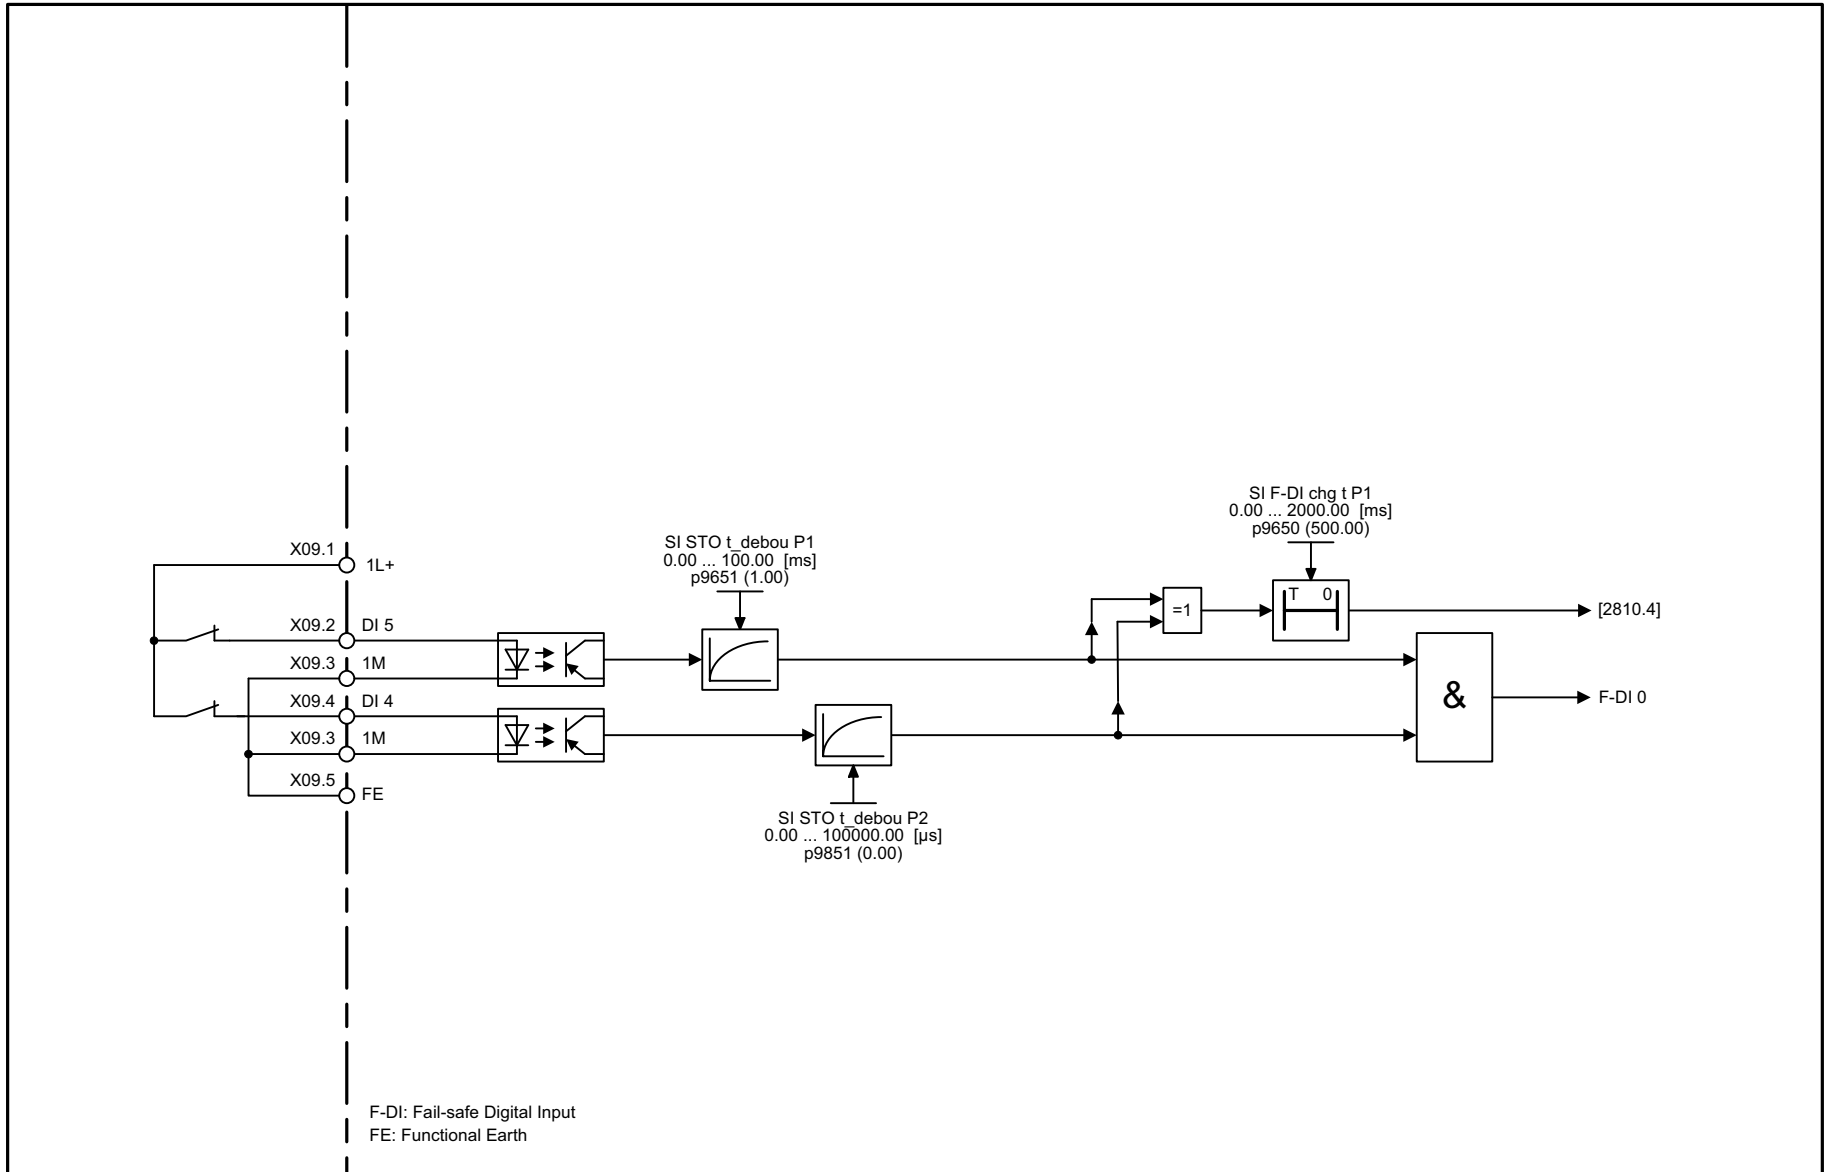 SI F-DI chg t P1
0.00 ... 2000.00 [ms]
p9650 (500.00)
SI STO t_debou P1
0.00 ... 100.00 [ms]
p9651 (1.00)
X09.1
1L+
T 0
=1
[2810.4]
X09.2 DI 5
X09.3 1M
&
F-DI 0
X09.4 DI 4
X09.3 1M
X09.5 FE
SI STO t_debou P2
0.00 ... 100000.00 [µs]
p9851 (0.00)
F-DI: Fail-safe Digital Input
FE: Functional Earth